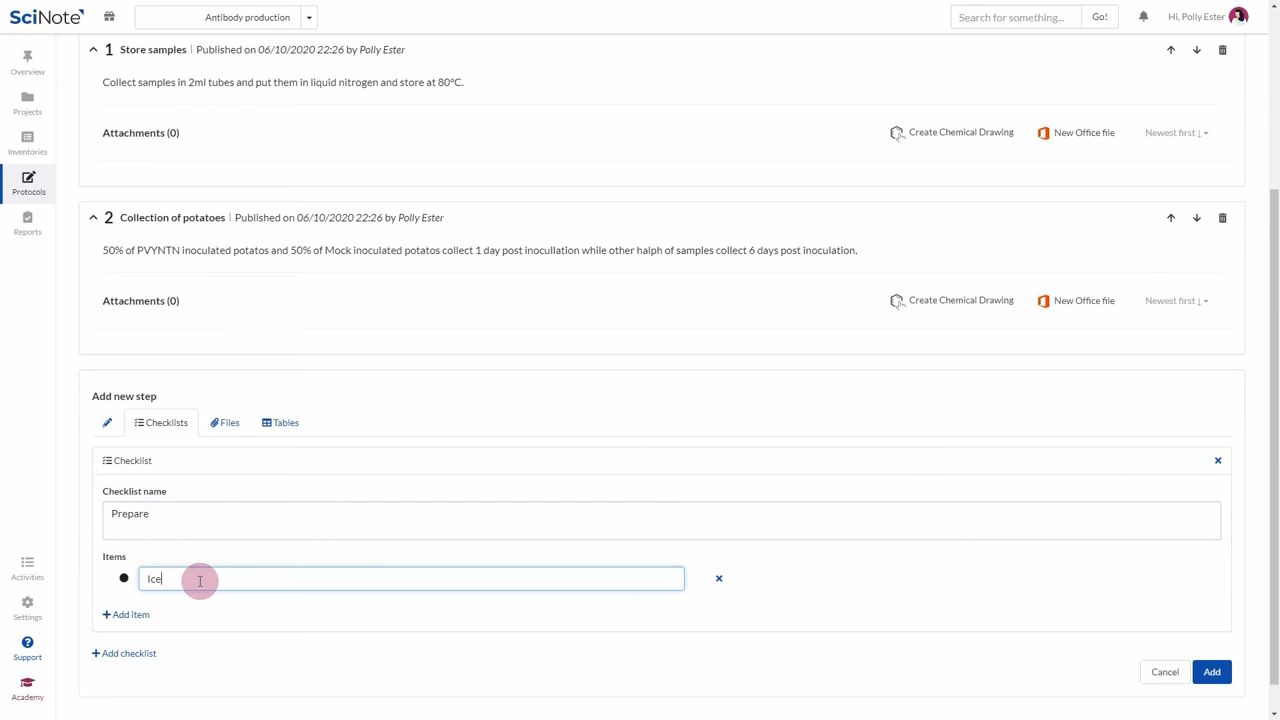 SciNote
Antibody production
Search for something...
Go!
Hi, Polly Ester
Overview
Projects
Inventories
Protocols
Reports
Activities
Settings
Support
Academy
1 Store samples | Published on 06/10/2020 22:26 by Polly Ester
Collect samples in 2ml tubes and put them in liquid nitrogen and store at 80°C.
Attachments (0)
Create Chemical Drawing
New Office file
Newest first ↓
2 Collection of potatoes | Published on 06/10/2020 22:26 by Polly Ester
50% of PVYNTN inoculated potatos and 50% of Mock inoculated potatos collect 1 day post inocullation while other halph of samples collect 6 days post inoculation.
Attachments (0)
Create Chemical Drawing
New Office file
Newest first ↓
Add new step
Checklists
Files
Tables
Checklist
Checklist name
Prepare
Items
Ice
+ Add item
+ Add checklist
Cancel
Add